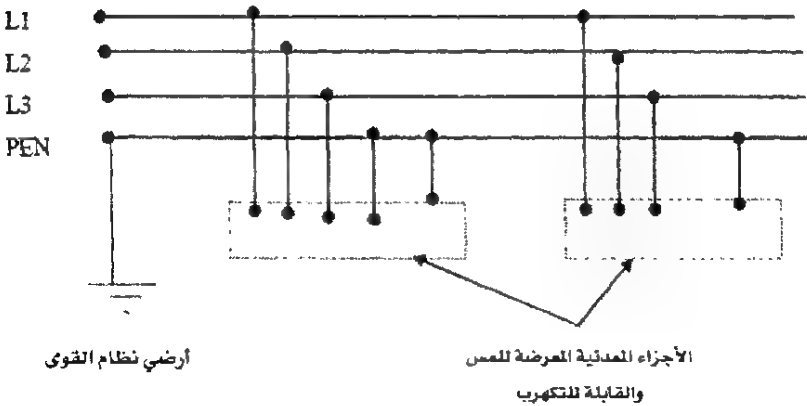 L1
L2
L3
PEN
أرضي نظام القوى
الأجزاء المعدنية المعرضة للمس
والقابلة للتكهرب